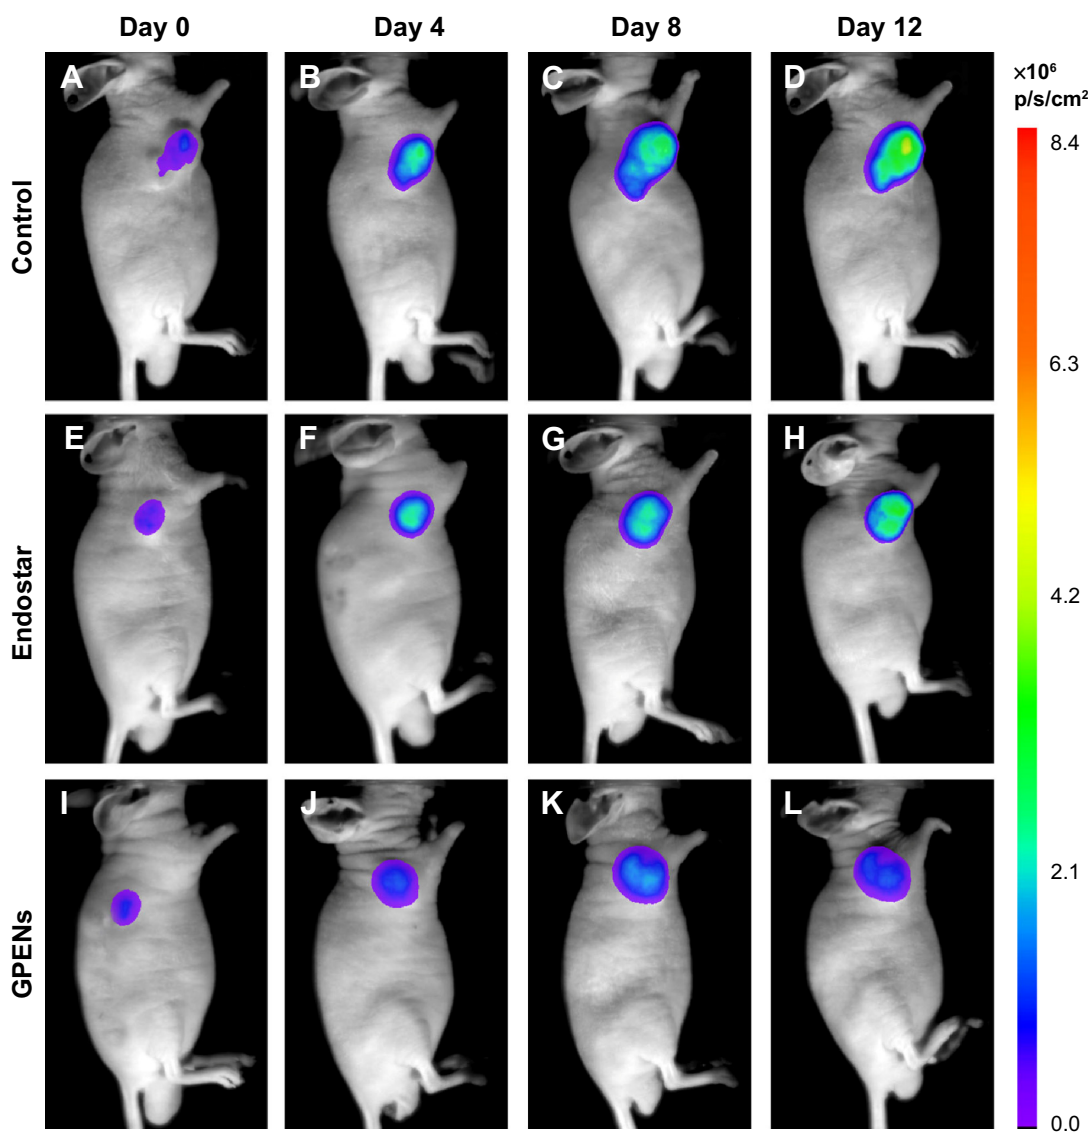 Day 0 Day 4 Day 8 Day 12
×10⁶
p/s/cm²
A B C D
8.4
Control
6.3
E F G H
4.2
Endostar
I J K L
2.1
GPENs
0.0